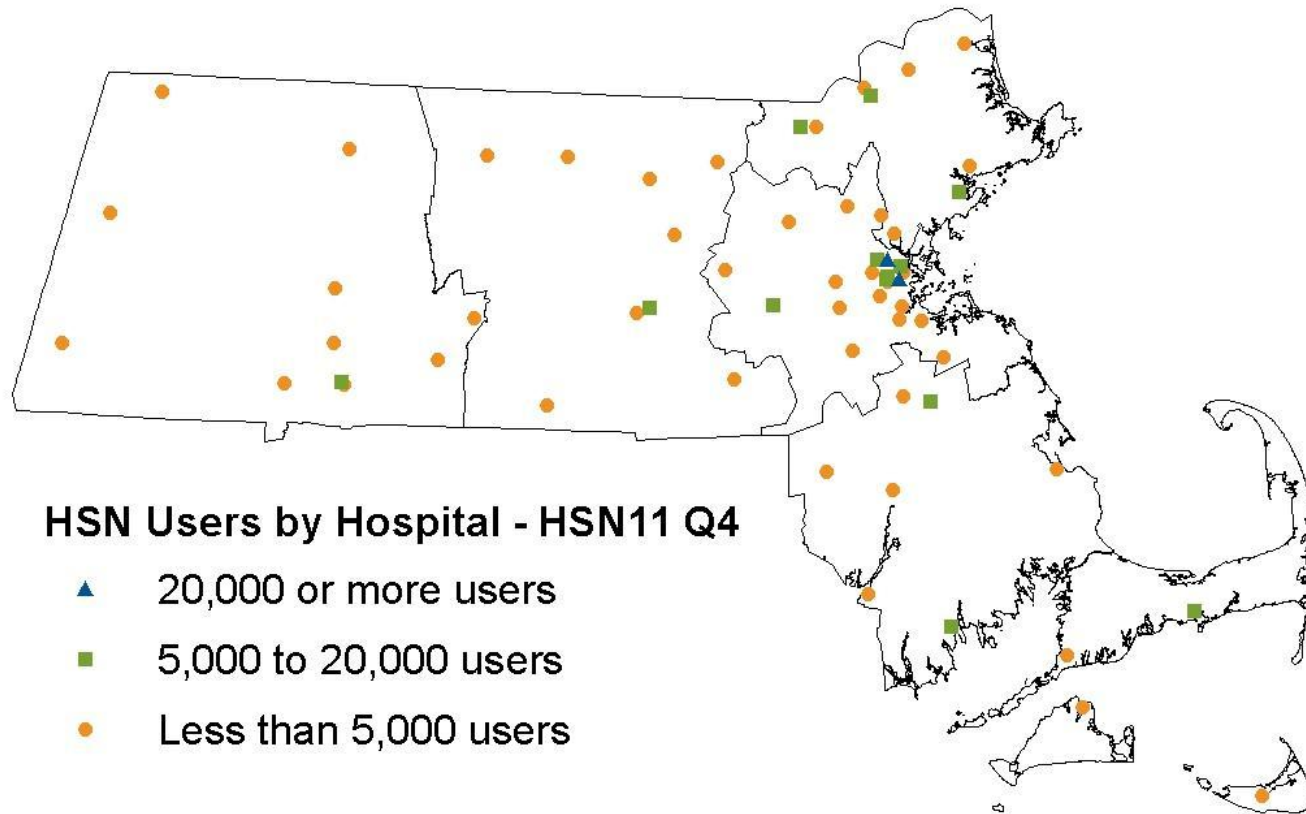 HSN Users by Hospital - HSN11 Q4
20,000 or more users
5,000 to 20,000 users
Less than 5,000 users